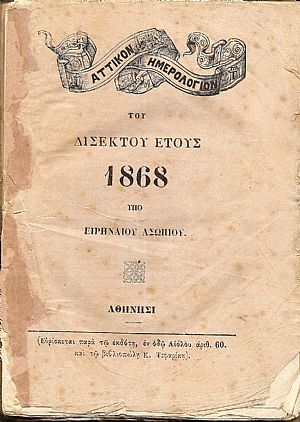 ΑΤΤΙΚΟΝ
ΗΜΕΡΟΛΟΓΙΟΝ
ΤΟΥ
ΔΙΣΕΚΤΟΥ ΕΤΟΥΣ
1868
ΥΠΟ
ΕΙΡΗΝΑΙΟΥ ΑΣΩΠΙΟΥ.
ΑΘΗΝΗΣΙ
(Εὑρίσκεται παρὰ τῷ ἐκδότῃ, ἐν ὁδῷ Αἰόλου. ἀριθ. 60.
καὶ τῷ βιβλιοπώλῃ Κ.